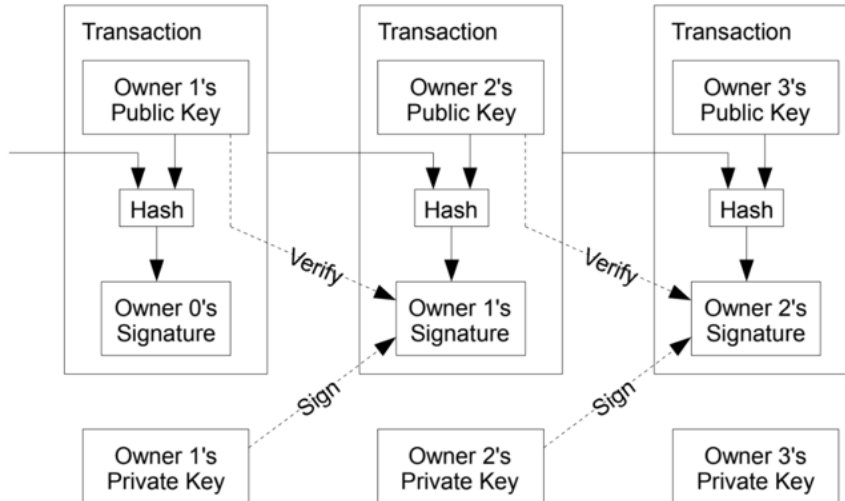 Transaction
Transaction
Transaction
Owner 1's
Public Key
Owner 2's
Public Key
Owner 3's
Public Key
Hash
Hash
Hash
Verify
Verify
Owner 0's
Signature
Owner 1's
Signature
Owner 2's
Signature
Sign
Sign
Owner 1's
Private Key
Owner 2's
Private Key
Owner 3's
Private Key